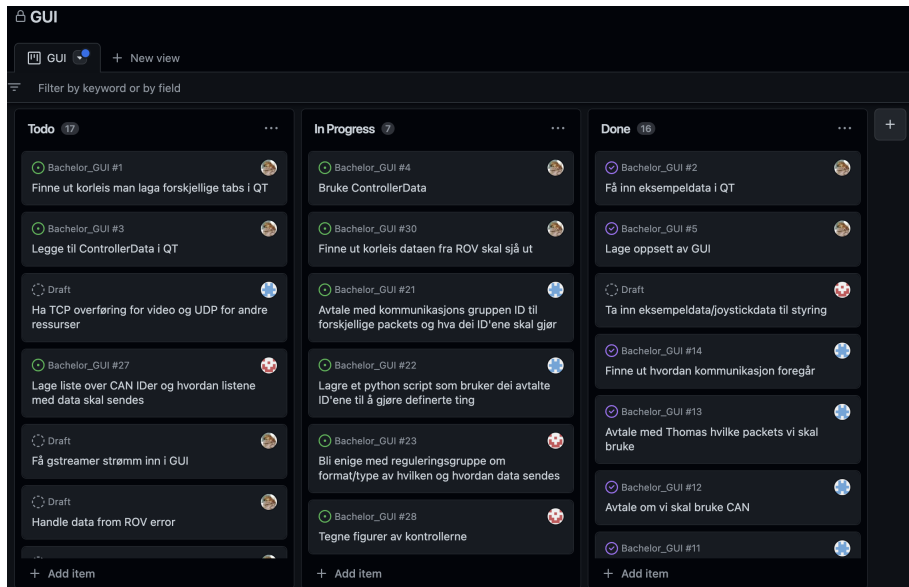 GUI
GUI
+ New view
Filter by keyword or by field
Todo 17
Bachelor_GUI #1
Finne ut korleis man laga forskjellige tabs i QT
Bachelor_GUI #3
Legge til ControllerData i QT
Draft
Ha TCP overføring for video og UDP for andre
ressurser
Bachelor_GUI #27
Lage liste over CAN IDer og hvordan listene
med data skal sendes
Draft
Få gstreamer strømm inn i GUI
Draft
Handle data from ROV error
+ Add item
In Progress 7
Bachelor_GUI #4
Bruke ControllerData
Bachelor_GUI #30
Finne ut korleis dataen fra ROV skal sjå ut
Bachelor_GUI #21
Avtale med kommunikasjons gruppen ID til
forskjellige packets og hva dei ID'ene skal gjør
Bachelor_GUI #22
Lagre et python script som bruker dei avtalte
ID'ene til å gjøre definerte ting
Bachelor_GUI #23
Bli enige med reguleringsgruppe om
format/type av hvilken og hvordan data sendes
Bachelor_GUI #28
Tegne figurer av kontrollerne
+ Add item
Done 16
Bachelor_GUI #2
Få inn eksempeldata i QT
Bachelor_GUI #5
Lage oppsett av GUI
Draft
Ta inn eksempeldata/joystickdata til styring
Bachelor_GUI #14
Finne ut hvordan kommunikasjon foregår
Bachelor_GUI #13
Avtale med Thomas hvilke packets vi skal
bruke
Bachelor_GUI #12
Avtale om vi skal bruke CAN
Bachelor_GUI #11
+ Add item
+